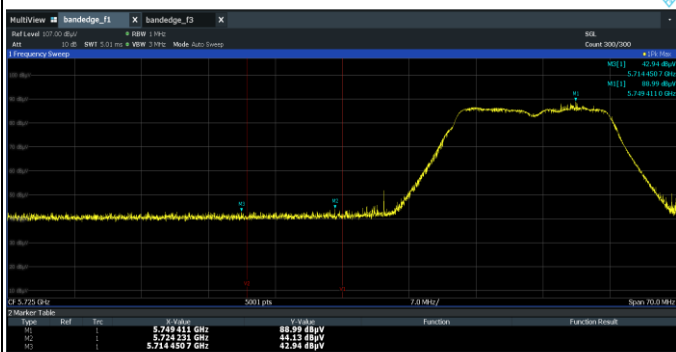 MultiView bandedge_f1 X bandedge_f3 X
Ref Level 107.00 dBµV RBW 1 MHz SGL
Att 10 dB SWT 5.01 ms VBW 3 MHz Mode Auto Sweep Count 300/300
1 Frequency Sweep 1Pk Max
M3[1] 42.94 dBµV
5.714 450 7 GHz
M1[1] 88.99 dBµV
5.749 411 0 GHz
M1
M3 M2
CF 5.725 GHz 5001 pts 7.0 MHz/ Span 70.0 MHz
2 Marker Table
Type Ref Trc X-Value Y-Value Function Function Result
M1 1 5.749 411 GHz 88.99 dBµV
M2 1 5.724 231 GHz 44.13 dBµV
M3 1 5.714 450 7 GHz 42.94 dBµV